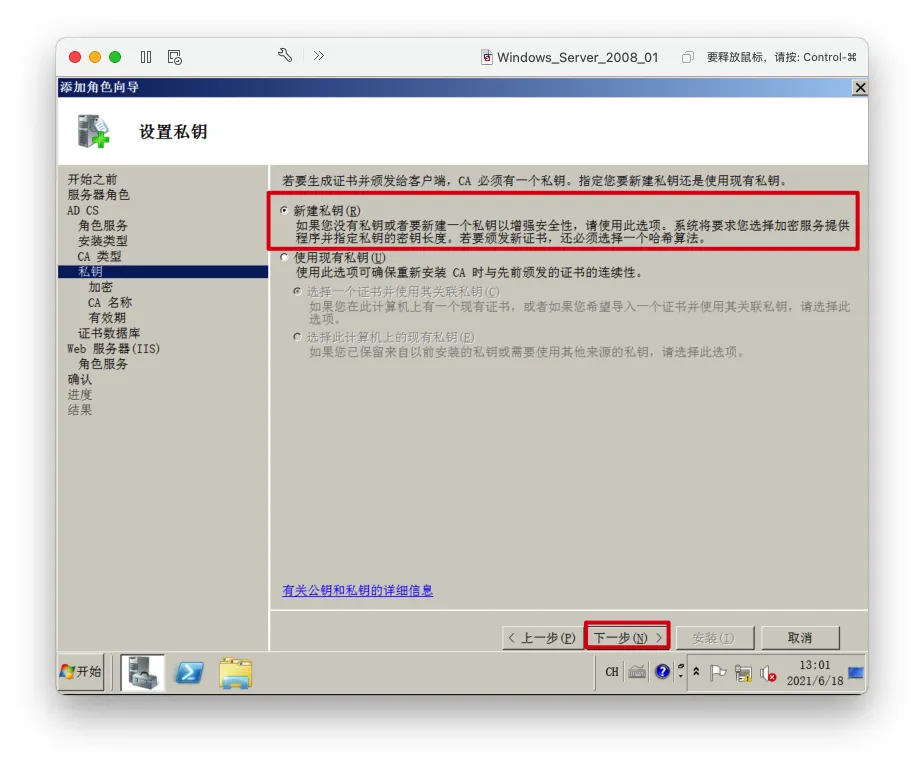 Windows_Server_2008_01
要释放鼠标，请按: Control-⌘
添加角色向导
设置私钥
开始之前
服务器角色
AD CS
角色服务
安装类型
CA 类型
私钥
加密
CA 名称
有效期
证书数据库
Web 服务器(IIS)
角色服务
确认
进度
结果
若要生成证书并颁发给客户端，CA 必须有一个私钥。指定您要新建私钥还是使用现有私钥。
新建私钥(R)
如果您没有私钥或者要新建一个私钥以增强安全性，请使用此选项。系统将要求您选择加密服务提供
程序并指定私钥的密钥长度。若要颁发新证书，还必须选择一个哈希算法。
使用现有私钥(U)
使用此选项可确保重新安装 CA 时与先前颁发的证书的连续性。
选择一个证书并使用其关联私钥(C)
如果您在此计算机上有一个现有证书，或者如果您希望导入一个证书并使用其关联私钥，请选择此
选项。
选择此计算机上的现有私钥(E)
如果您已保留来自以前安装的私钥或需要使用其他来源的私钥，请选择此选项。
有关公钥和私钥的详细信息
< 上一步(P)
下一步(N) >
安装(I)
取消
开始
CH
13:01
2021/6/18